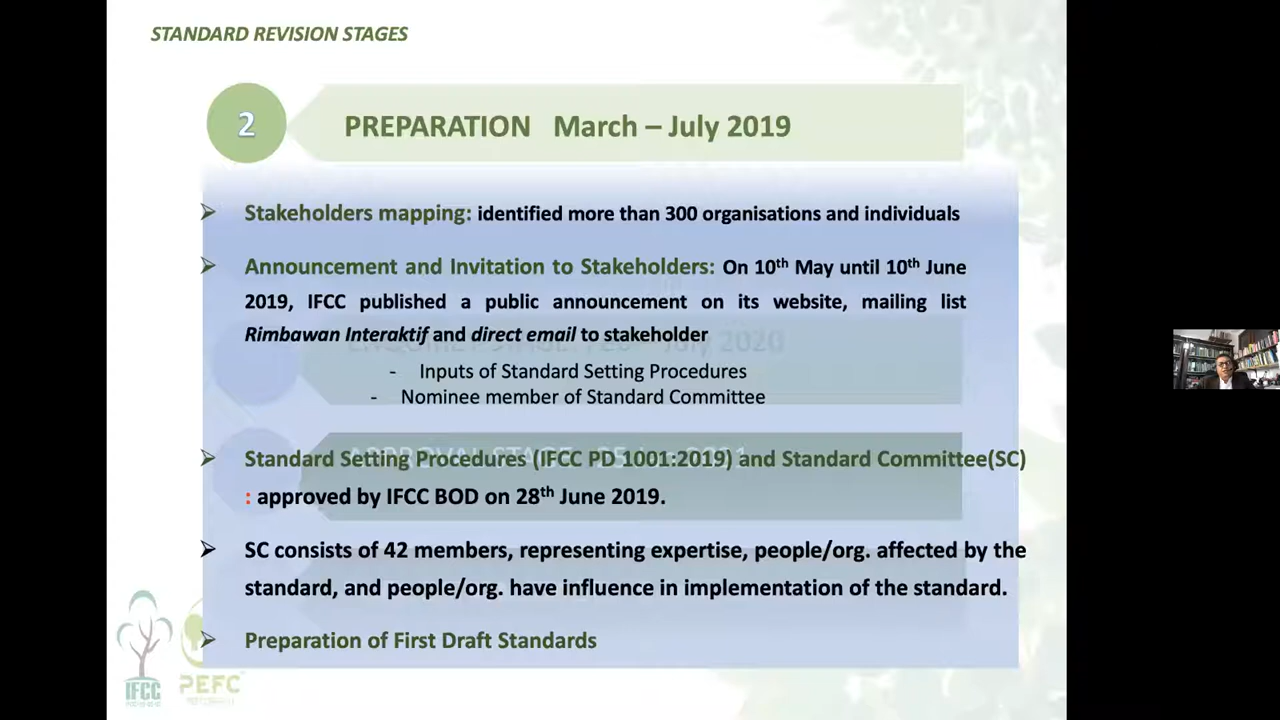 STANDARD REVISION STAGES
2
PREPARATION March – July 2019
➢ Stakeholders mapping: identified more than 300 organisations and individuals
➢ Announcement and Invitation to Stakeholders: On 10th May until 10th June
2019, IFCC published a public announcement on its website, mailing list
Rimbawan Interaktif and direct email to stakeholder
July 2020
- Inputs of Standard Setting Procedures
- Nominee member of Standard Committee
➢ Standard Setting Procedures (IFCC PD 1001:2019) and Standard Committee(SC)
: approved by IFCC BOD on 28th June 2019.
➢ SC consists of 42 members, representing expertise, people/org. affected by the
standard, and people/org. have influence in implementation of the standard.
➢ Preparation of First Draft Standards
IFCC
PEFC